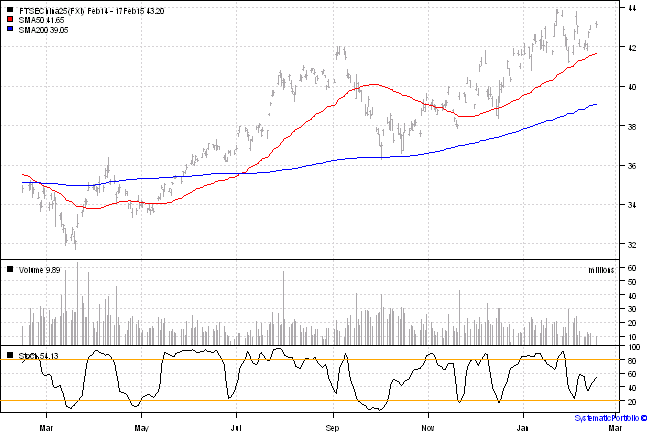 FTSEChina25(FXI) Feb14 - 17Feb15 43.20
SMA50 41.65
SMA200 39.05
44
42
40
38
36
34
32
Volume 9.89
millions
60
50
40
30
20
10
Stoch 54.13
100
80
60
40
20
SystematicPortfolio ©
Mar May Jul Sep Nov Jan Mar